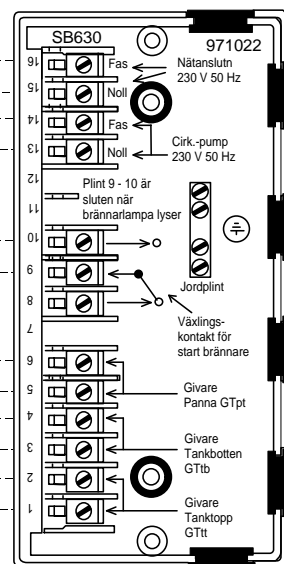 SB630
971022
16
Fas
Nätanslutn
230 V 50 Hz
15
Noll
14
Fas
13
Noll
Cirk.-pump
230 V 50 Hz
12
Plint 9 - 10 är
sluten när
brännarlampa lyser
11
10
9
Jordplint
8
Växlings-
kontakt för
start brännare
7
6
5
Givare
Panna GTpt
4
3
Givare
Tankbotten
GTtb
2
1
Givare
Tanktopp
GTtt